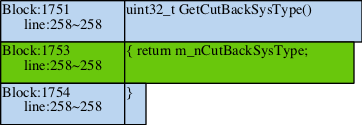 Block:1751 uint32_t GetCutBackSysType()
line:258~258
Block:1753 { return m_nCutBackSysType;
line:258~258
Block:1754 }
line:258~258